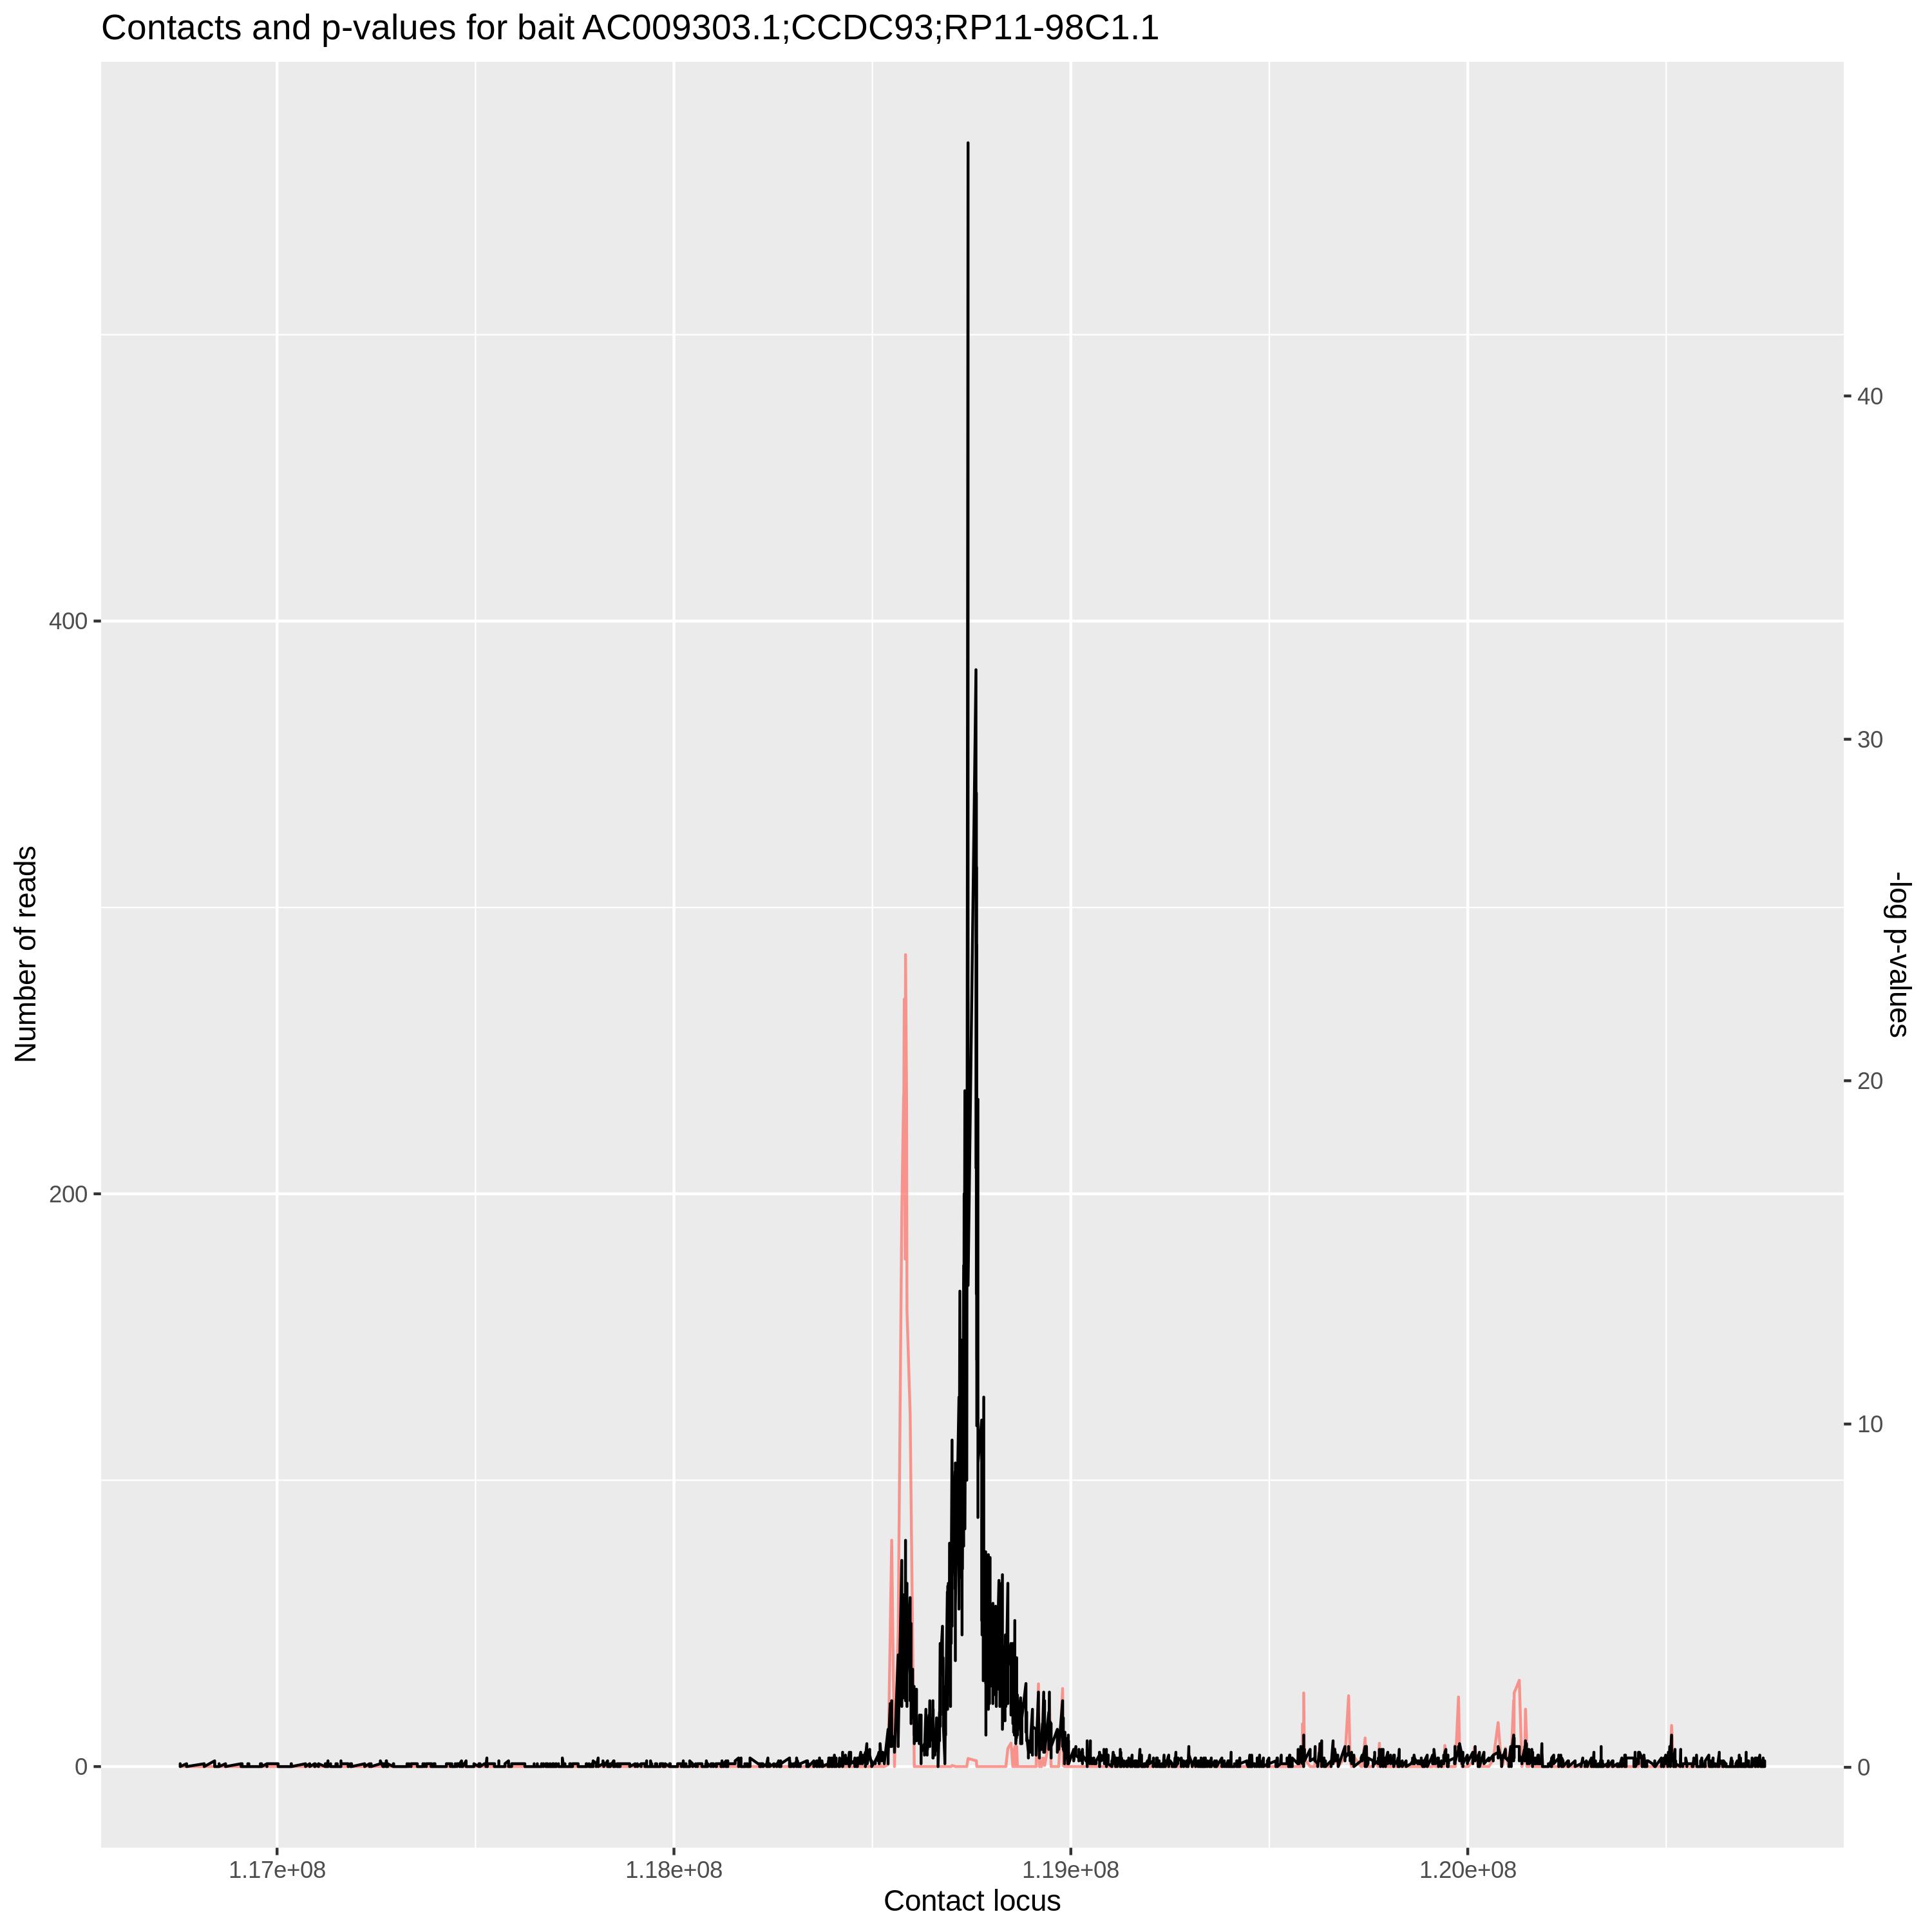 Contacts and p-values for bait AC009303.1;CCDC93;RP11-98C1.1
Number of reads
400
200
0
40
30
20
10
0
-log p-values
1.17e+08
1.18e+08
1.19e+08
1.20e+08
Contact locus